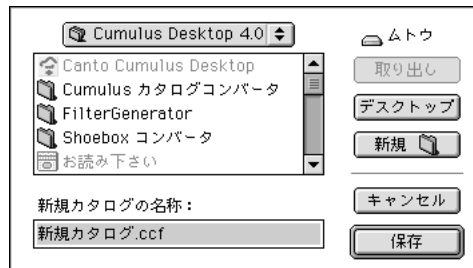 Cumulus Desktop 4.0
Canto Cumulus Desktop
Cumulus カタログコンバータ
FilterGenerator
Shoebox コンバータ
お読み下さい
新規カタログの名称：
新規カタログ.ccf
ムトウ
取り出し
デスクトップ
新規
キャンセル
保存